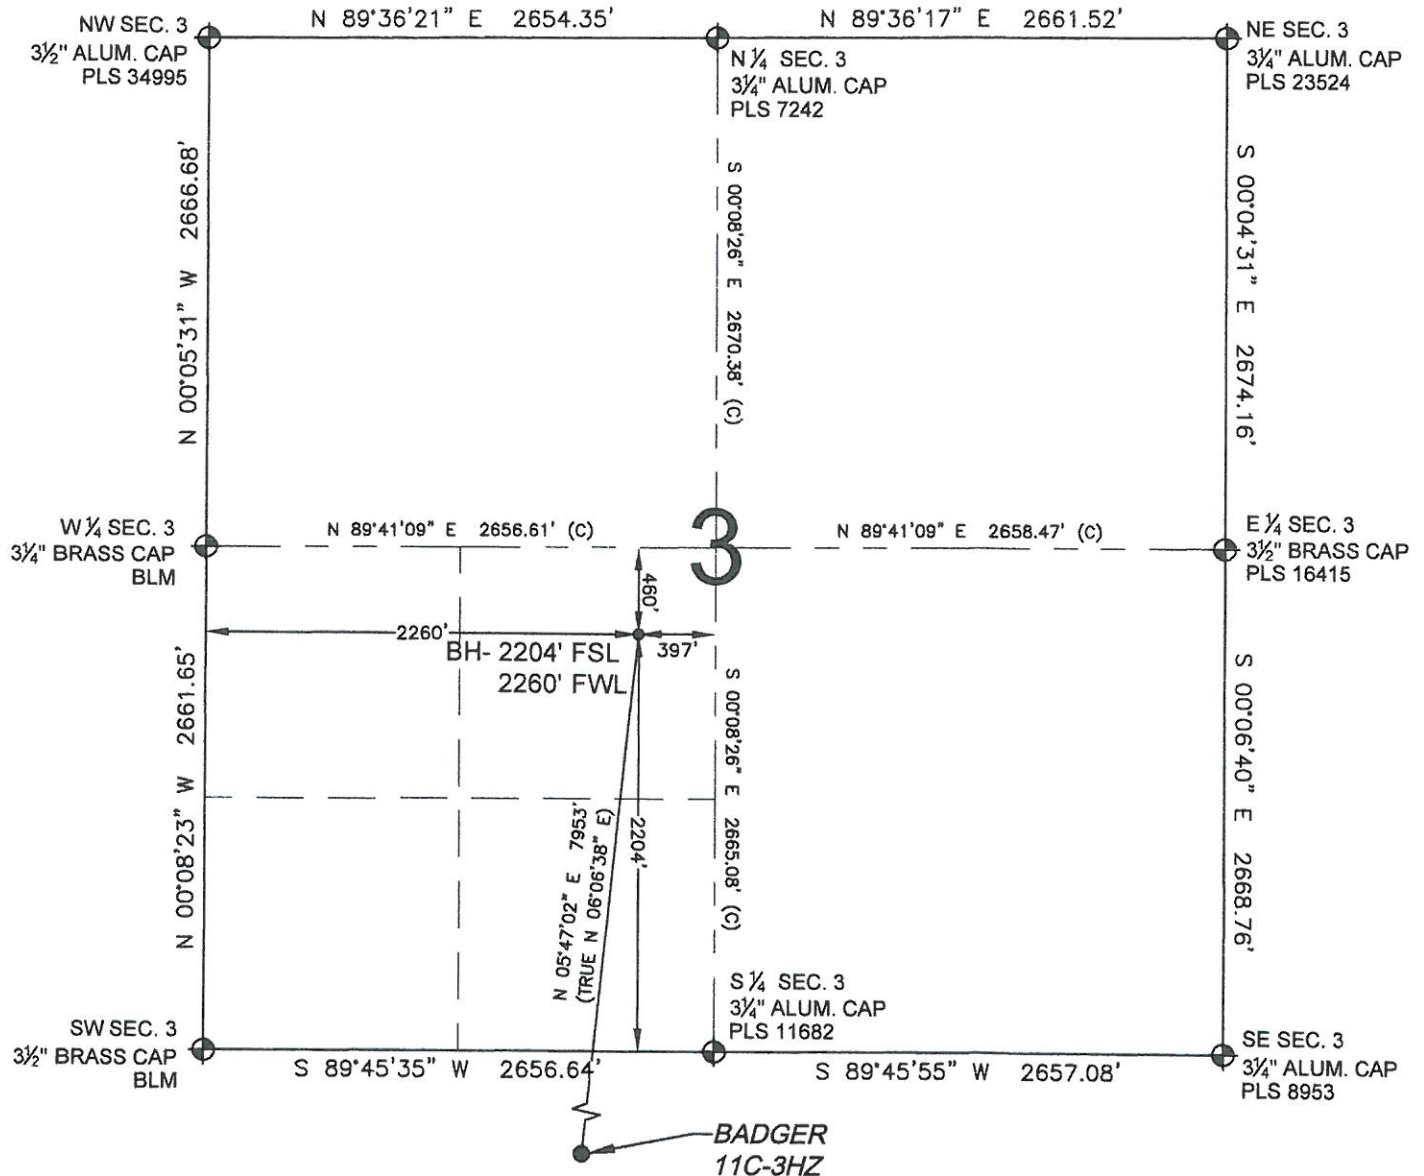 N 89°36'21" E 2654.35'
N 89°36'17" E 2661.52'
NW SEC. 3
3½" ALUM. CAP
PLS 34995
N ¼ SEC. 3
3¼" ALUM. CAP
PLS 7242
NE SEC. 3
3¼" ALUM. CAP
PLS 23524
N 00°05'31" W 2666.68'
S 00°08'26" E 2670.38' (C)
S 00°04'31" E 2674.16'
W ¼ SEC. 3
3¼" BRASS CAP
BLM
N 89°41'09" E 2656.61' (C)
3
N 89°41'09" E 2658.47' (C)
E ¼ SEC. 3
3½" BRASS CAP
PLS 16415
460'
2260'
397'
BH- 2204' FSL
2260' FWL
N 00°08'23" W 2661.65'
N 05°47'02" E 7953'
(TRUE N 06°06'38" E)
2204'
S 00°08'26" E 2665.08' (C)
S 00°06'40" E 2668.76'
SW SEC. 3
3½" BRASS CAP
BLM
S 89°45'35" W 2656.64'
S ¼ SEC. 3
3¼" ALUM. CAP
PLS 11682
S 89°45'55" W 2657.08'
SE SEC. 3
3¼" ALUM. CAP
PLS 8953
BADGER
11C-3HZ